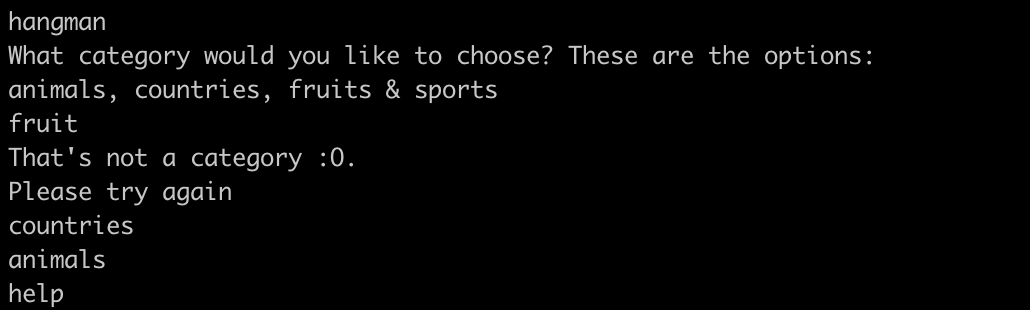 hangman
What category would you like to choose? These are the options:
animals, countries, fruits & sports
fruit
That's not a category :O.
Please try again
countries
animals
help